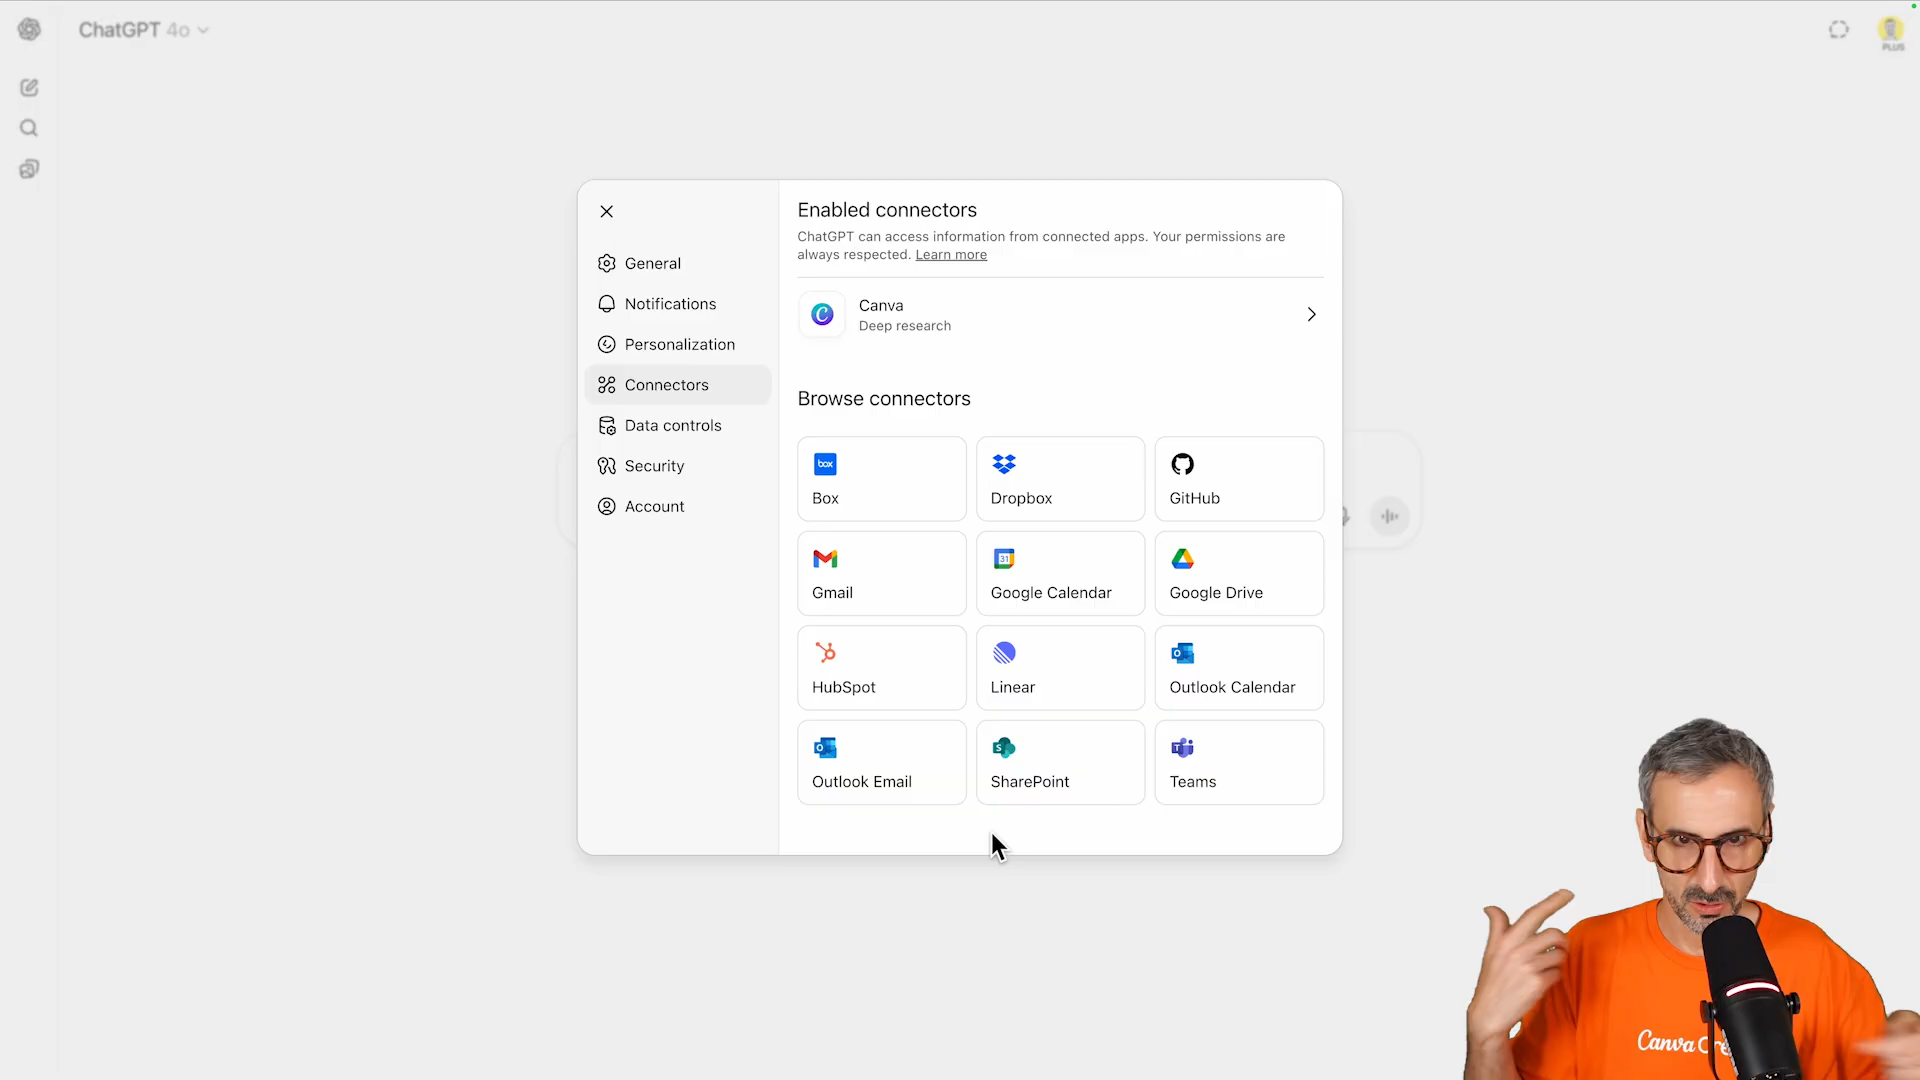 ChatGPT 4o
PLUS
Enabled connectors
ChatGPT can access information from connected apps. Your permissions are
always respected. Learn more
General
Notifications
Personalization
Connectors
Data controls
Security
Account
Canva
Deep research
Browse connectors
box
Box
Dropbox
GitHub
Gmail
31
Google Calendar
Google Drive
HubSpot
Linear
Outlook Calendar
Outlook Email
S
SharePoint
T
Teams
Canva